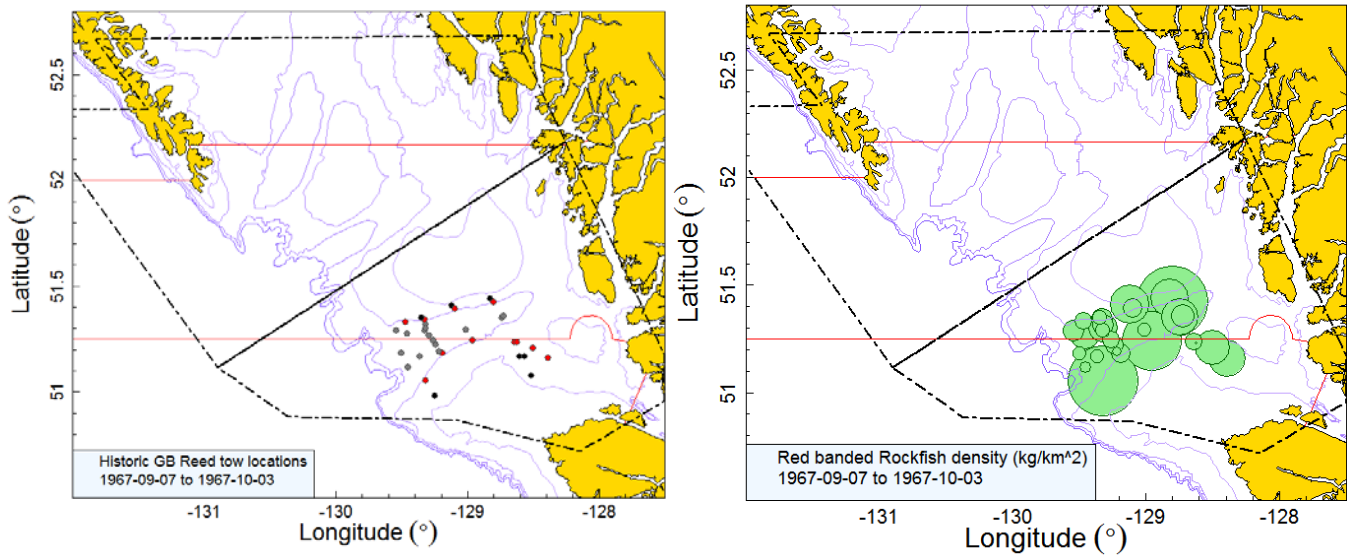 52.5
52
51.5
51
Latitude (°)
Historic GB Reed tow locations
1967-09-07 to 1967-10-03
-131
-130
-129
-128
Longitude (°)
52.5
52
51.5
51
Latitude (°)
Red banded Rockfish density (kg/km^2)
1967-09-07 to 1967-10-03
-131
-130
-129
-128
Longitude (°)